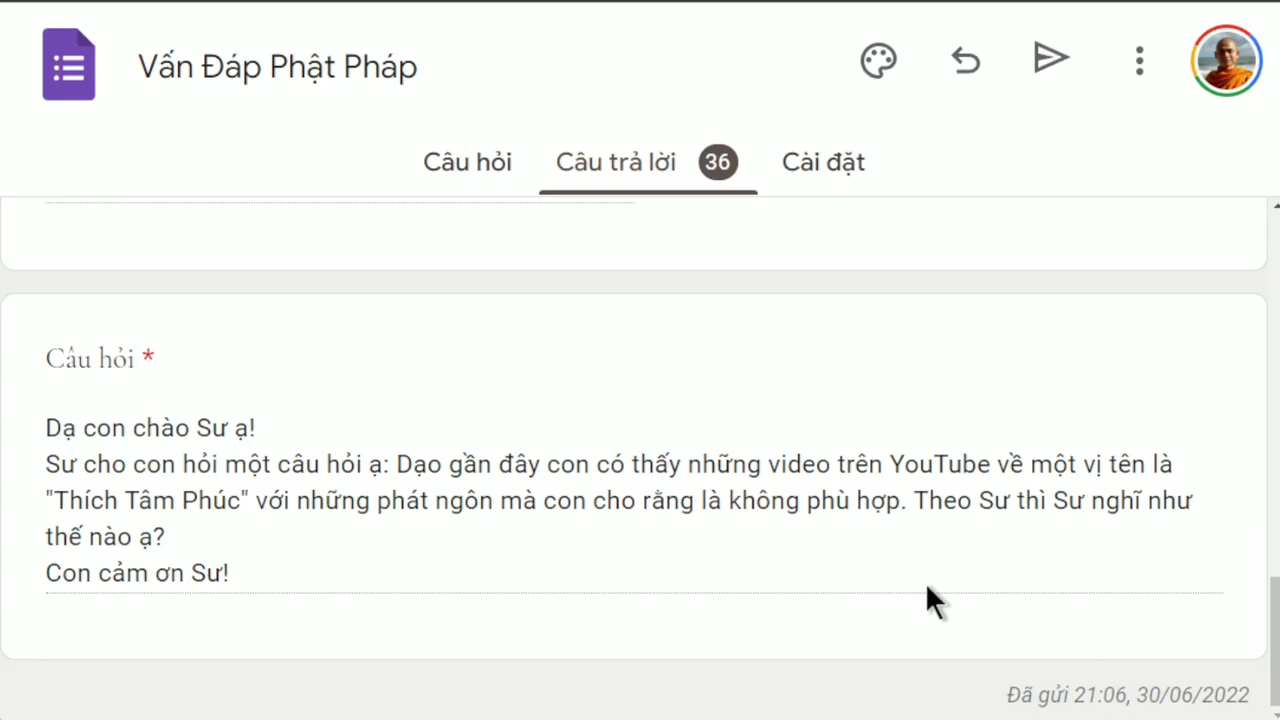 Vấn Đáp Phật Pháp
Câu hỏi
Câu trả lời 36
Cài đặt
Câu hỏi *
Dạ con chào Sư ạ!
Sư cho con hỏi một câu hỏi ạ: Dạo gần đây con có thấy những video trên YouTube về một vị tên là
"Thích Tâm Phúc" với những phát ngôn mà con cho rằng là không phù hợp. Theo Sư thì Sư nghĩ như
thế nào ạ?
Con cảm ơn Sư!
Đã gửi 21:06, 30/06/2022